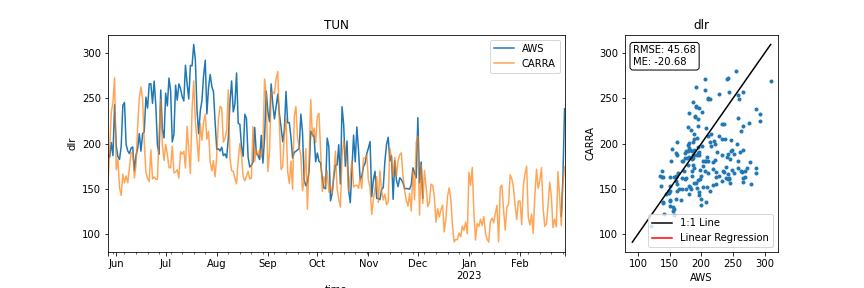 TUN
dlr
300
250
200
150
100
dlr
AWS
CARRA
Jun
Jul
Aug
Sep
Oct
Nov
Dec
Jan
2023
Feb
time
dlr
300
250
200
150
100
CARRA
RMSE: 45.68
ME: -20.68
1:1 Line
Linear Regression
100
150
200
250
300
AWS